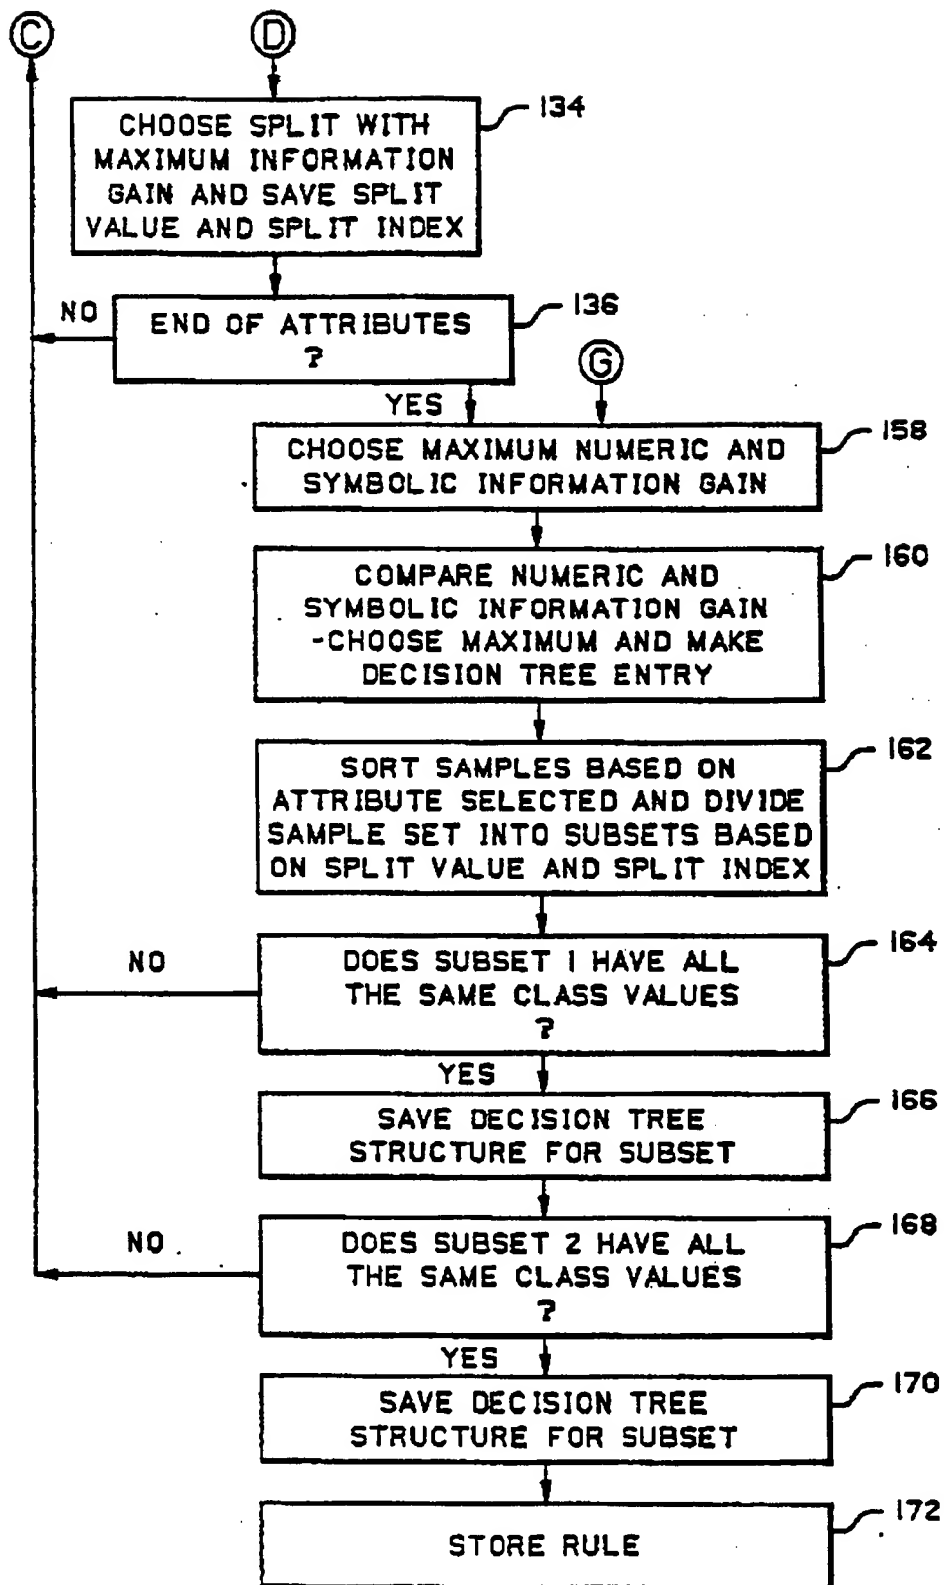 C
D
134
CHOOSE SPLIT WITH
MAXIMUM INFORMATION
GAIN AND SAVE SPLIT
VALUE AND SPLIT INDEX
136
END OF ATTRIBUTES
?
NO
G
YES
158
CHOOSE MAXIMUM NUMERIC AND
SYMBOLIC INFORMATION GAIN
160
COMPARE NUMERIC AND
SYMBOLIC INFORMATION GAIN
-CHOOSE MAXIMUM AND MAKE
DECISION TREE ENTRY
162
SORT SAMPLES BASED ON
ATTRIBUTE SELECTED AND DIVIDE
SAMPLE SET INTO SUBSETS BASED
ON SPLIT VALUE AND SPLIT INDEX
164
NO
DOES SUBSET 1 HAVE ALL
THE SAME CLASS VALUES
?
YES
166
SAVE DECISION TREE
STRUCTURE FOR SUBSET
168
NO
DOES SUBSET 2 HAVE ALL
THE SAME CLASS VALUES
?
YES
170
SAVE DECISION TREE
STRUCTURE FOR SUBSET
172
STORE RULE